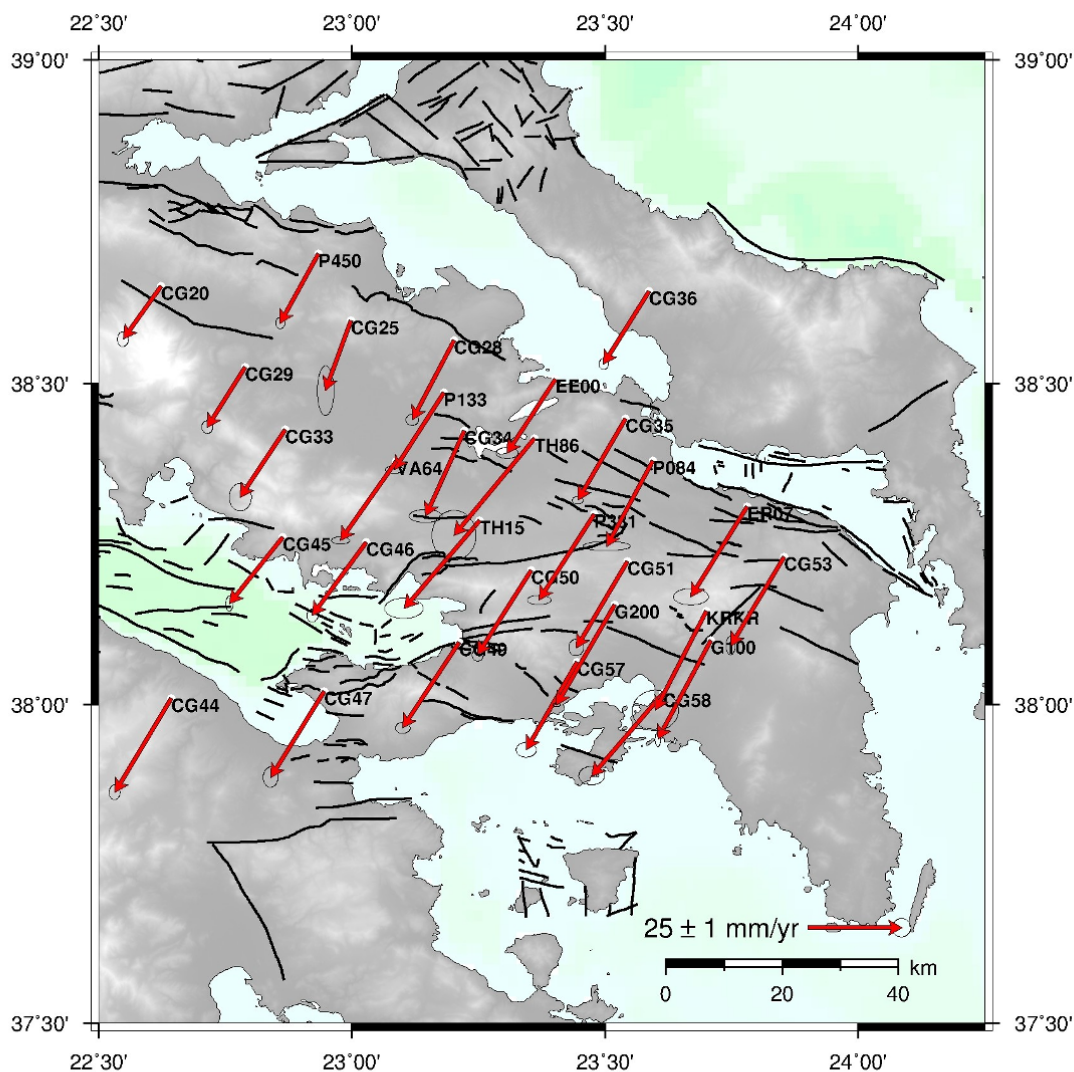 22˚30' 23˚00' 23˚30' 24˚00'
39˚00' 39˚00'
P450
CG20
CG36
CG25
CG28
CG29
38˚30' EE00 38˚30'
P133
CG35
CG33 CG34
TH86
VA64 P084
ER07
P331
TH15
CG45 CG46
CG53
CG51
CG50
G200
KRKR
CG49 G100
CG57
CG47 CG58
CG44 38˚00' 38˚00'
25 ± 1 mm/yr
km
0 20 40
37˚30' 37˚30'
22˚30' 23˚00' 23˚30' 24˚00'